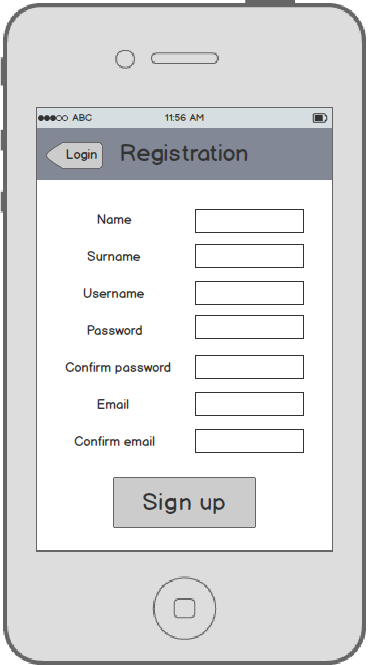 ABC 11:56 AM
Login Registration
Name
Surname
Username
Password
Confirm password
Email
Confirm email
Sign up